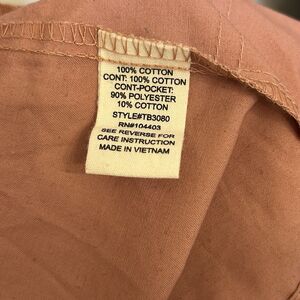 100% COTTON
CONT: 100% COTTON
CONT-POCKET:
90% POLYESTER
10% COTTON
STYLE#TB3080
RN#104403
SEE REVERSE FOR
CARE INSTRUCTION
MADE IN VIETNAM